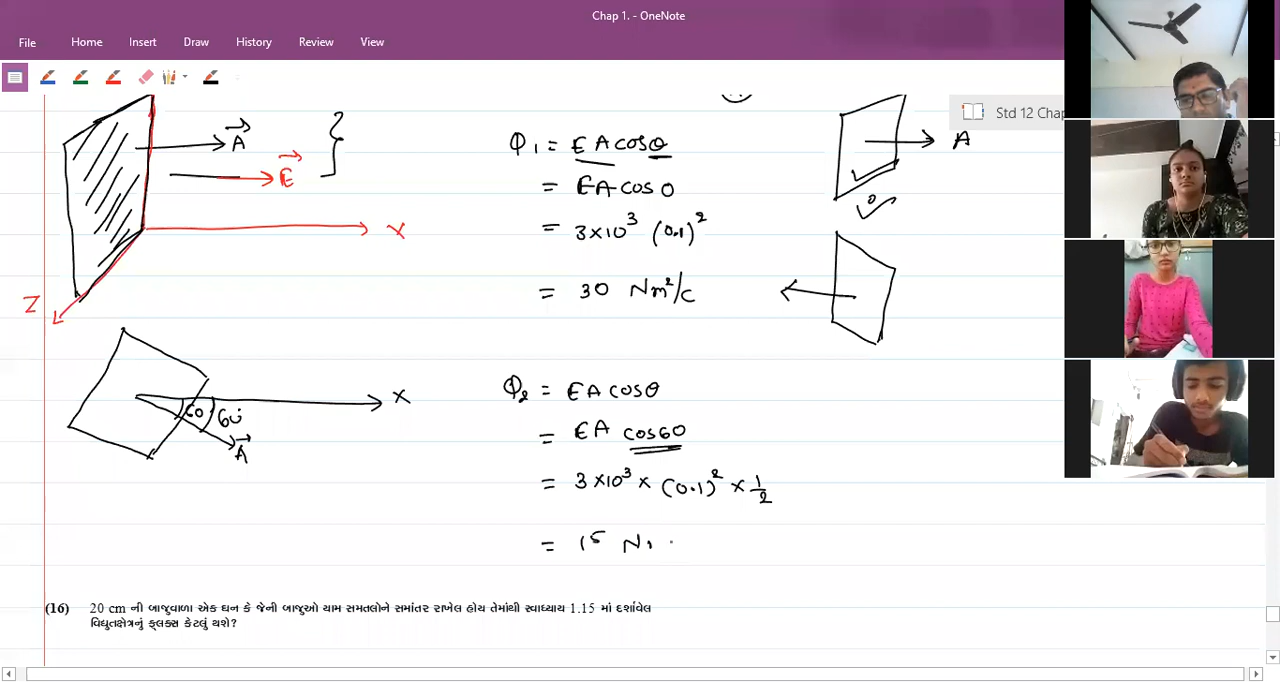 Chap 1. - OneNote
File Home Insert Draw History Review View
Std 12 Chap
A
E
X
Z
Φ1 = EA cosθ
= EA cos0
= 3×10³ (0.1)²
= 30 Nm²/c
A
0
X
60 60°
A
Φ2 = EA cosθ
= EA cos60
= 3×10³ × (0.1)² × 1/2
= 15 N
(16) 20 cm ની બાજુવાળા એક ઘન કે જેની બાજુઓ યામ સમતલોને સમાંતર રાખેલ હોય તેમાંથી સ્વાધ્યાય 1.15 માં દર્શાવેલ
વિદ્યુતક્ષેત્રનું ફ્લક્સ કેટલું થશે?